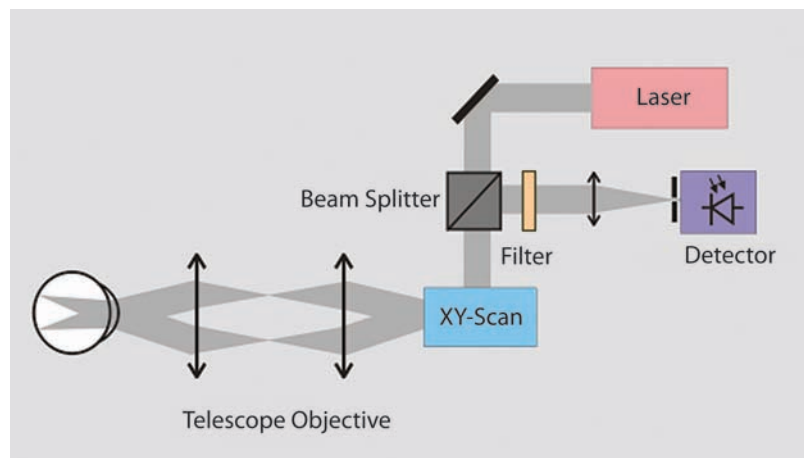 Laser
Beam Splitter
Filter
Detector
XY-Scan
Telescope Objective